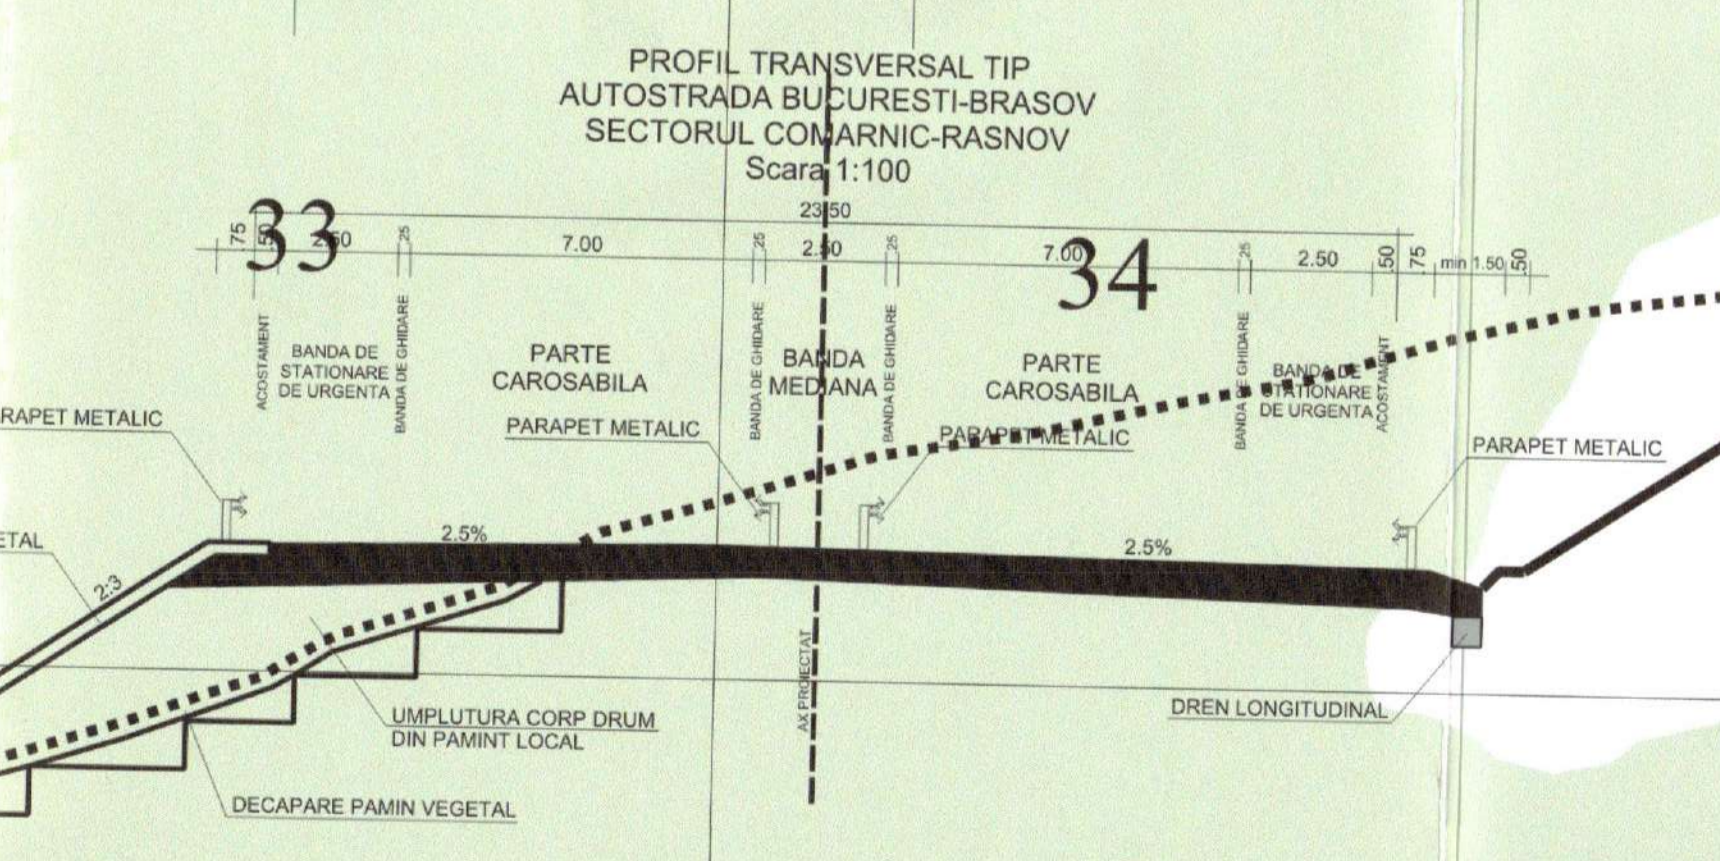 PROFIL TRANSVERSAL TIP
AUTOSTRADA BUCURESTI-BRASOV
SECTORUL COMARNIC-RASNOV
Scara 1:100
23.50
33
34
.75
.50
2.50
.25
7.00
.25
2.50
.25
7.00
.25
2.50
.50
.75
min 1.50
.50
ACOSTAMENT
BANDA DE
STATIONARE
DE URGENTA
BANDA DE GHIDARE
PARTE
CAROSABILA
BANDA DE GHIDARE
BANDA
MEDIANA
BANDA DE GHIDARE
PARTE
CAROSABILA
BANDA DE GHIDARE
BANDA DE
STATIONARE
DE URGENTA
ACOSTAMENT
RAPET METALIC
PARAPET METALIC
PARAPET METALIC
PARAPET METALIC
ETAL
2:3
2.5%
2.5%
AX PROIECTAT
UMPLUTURA CORP DRUM
DIN PAMINT LOCAL
DREN LONGITUDINAL
DECAPARE PAMIN VEGETAL